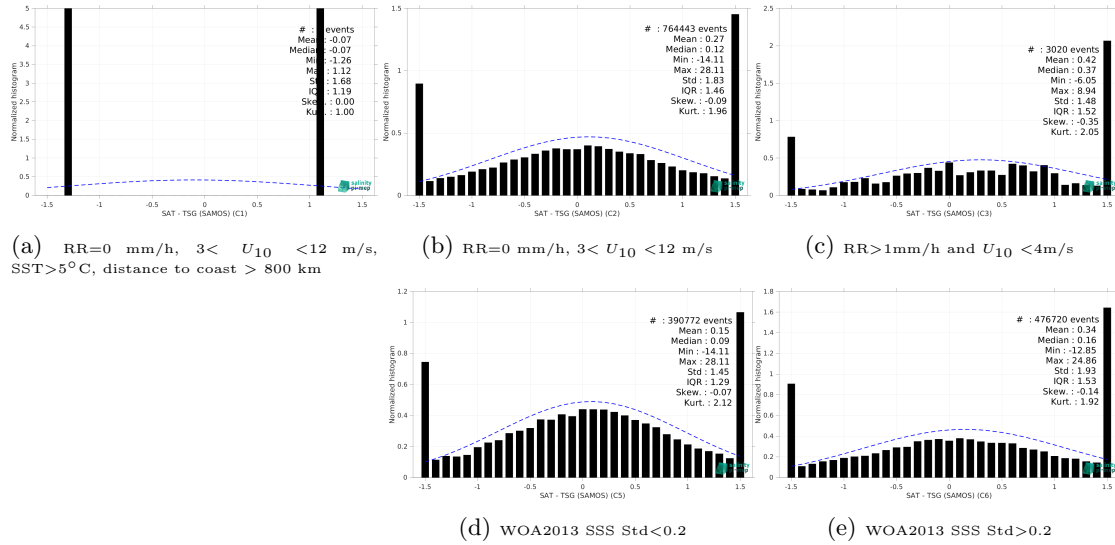 5
4
3
2
1
0
Normalized histogram
-1.5 -1 -0.5 0 0.5 1 1.5
SAT - TSG (SAMOS) (C1)
# : events
Mean : -0.07
Median : -0.07
Min : -1.26
Max : 1.12
Std : 1.68
IQR : 1.19
Skew. : 0.00
Kurt. : 1.00
salinity
pi-mep
(a) RR=0 mm/h, 3< U10 <12 m/s, SST>5°C, distance to coast > 800 km
1.5
1
0.5
0
Normalized histogram
-1.5 -1 -0.5 0 0.5 1 1.5
SAT - TSG (SAMOS) (C2)
# : 764443 events
Mean : 0.27
Median : 0.12
Min : -14.11
Max : 28.11
Std : 1.83
IQR : 1.46
Skew. : -0.09
Kurt. : 1.96
salinity
pi-mep
(b) RR=0 mm/h, 3< U10 <12 m/s
2.5
2
1.5
1
0.5
0
Normalized histogram
-1.5 -1 -0.5 0 0.5 1 1.5
SAT - TSG (SAMOS) (C3)
# : 3020 events
Mean : 0.42
Median : 0.37
Min : -6.05
Max : 8.94
Std : 1.48
IQR : 1.52
Skew. : -0.35
Kurt. : 2.05
salinity
pi-mep
(c) RR>1mm/h and U10 <4m/s
1.2
1
0.8
0.6
0.4
0.2
0
Normalized histogram
-1.5 -1 -0.5 0 0.5 1 1.5
SAT - TSG (SAMOS) (C5)
# : 390772 events
Mean : 0.15
Median : 0.09
Min : -14.11
Max : 28.11
Std : 1.45
IQR : 1.29
Skew. : -0.07
Kurt. : 2.12
salinity
pi-mep
(d) WOA2013 SSS Std<0.2
1.8
1.6
1.4
1.2
1
0.8
0.6
0.4
0.2
0
Normalized histogram
-1.5 -1 -0.5 0 0.5 1 1.5
SAT - TSG (SAMOS) (C6)
# : 476720 events
Mean : 0.34
Median : 0.16
Min : -12.85
Max : 24.86
Std : 1.93
IQR : 1.53
Skew. : -0.14
Kurt. : 1.92
salinity
pi-mep
(e) WOA2013 SSS Std>0.2